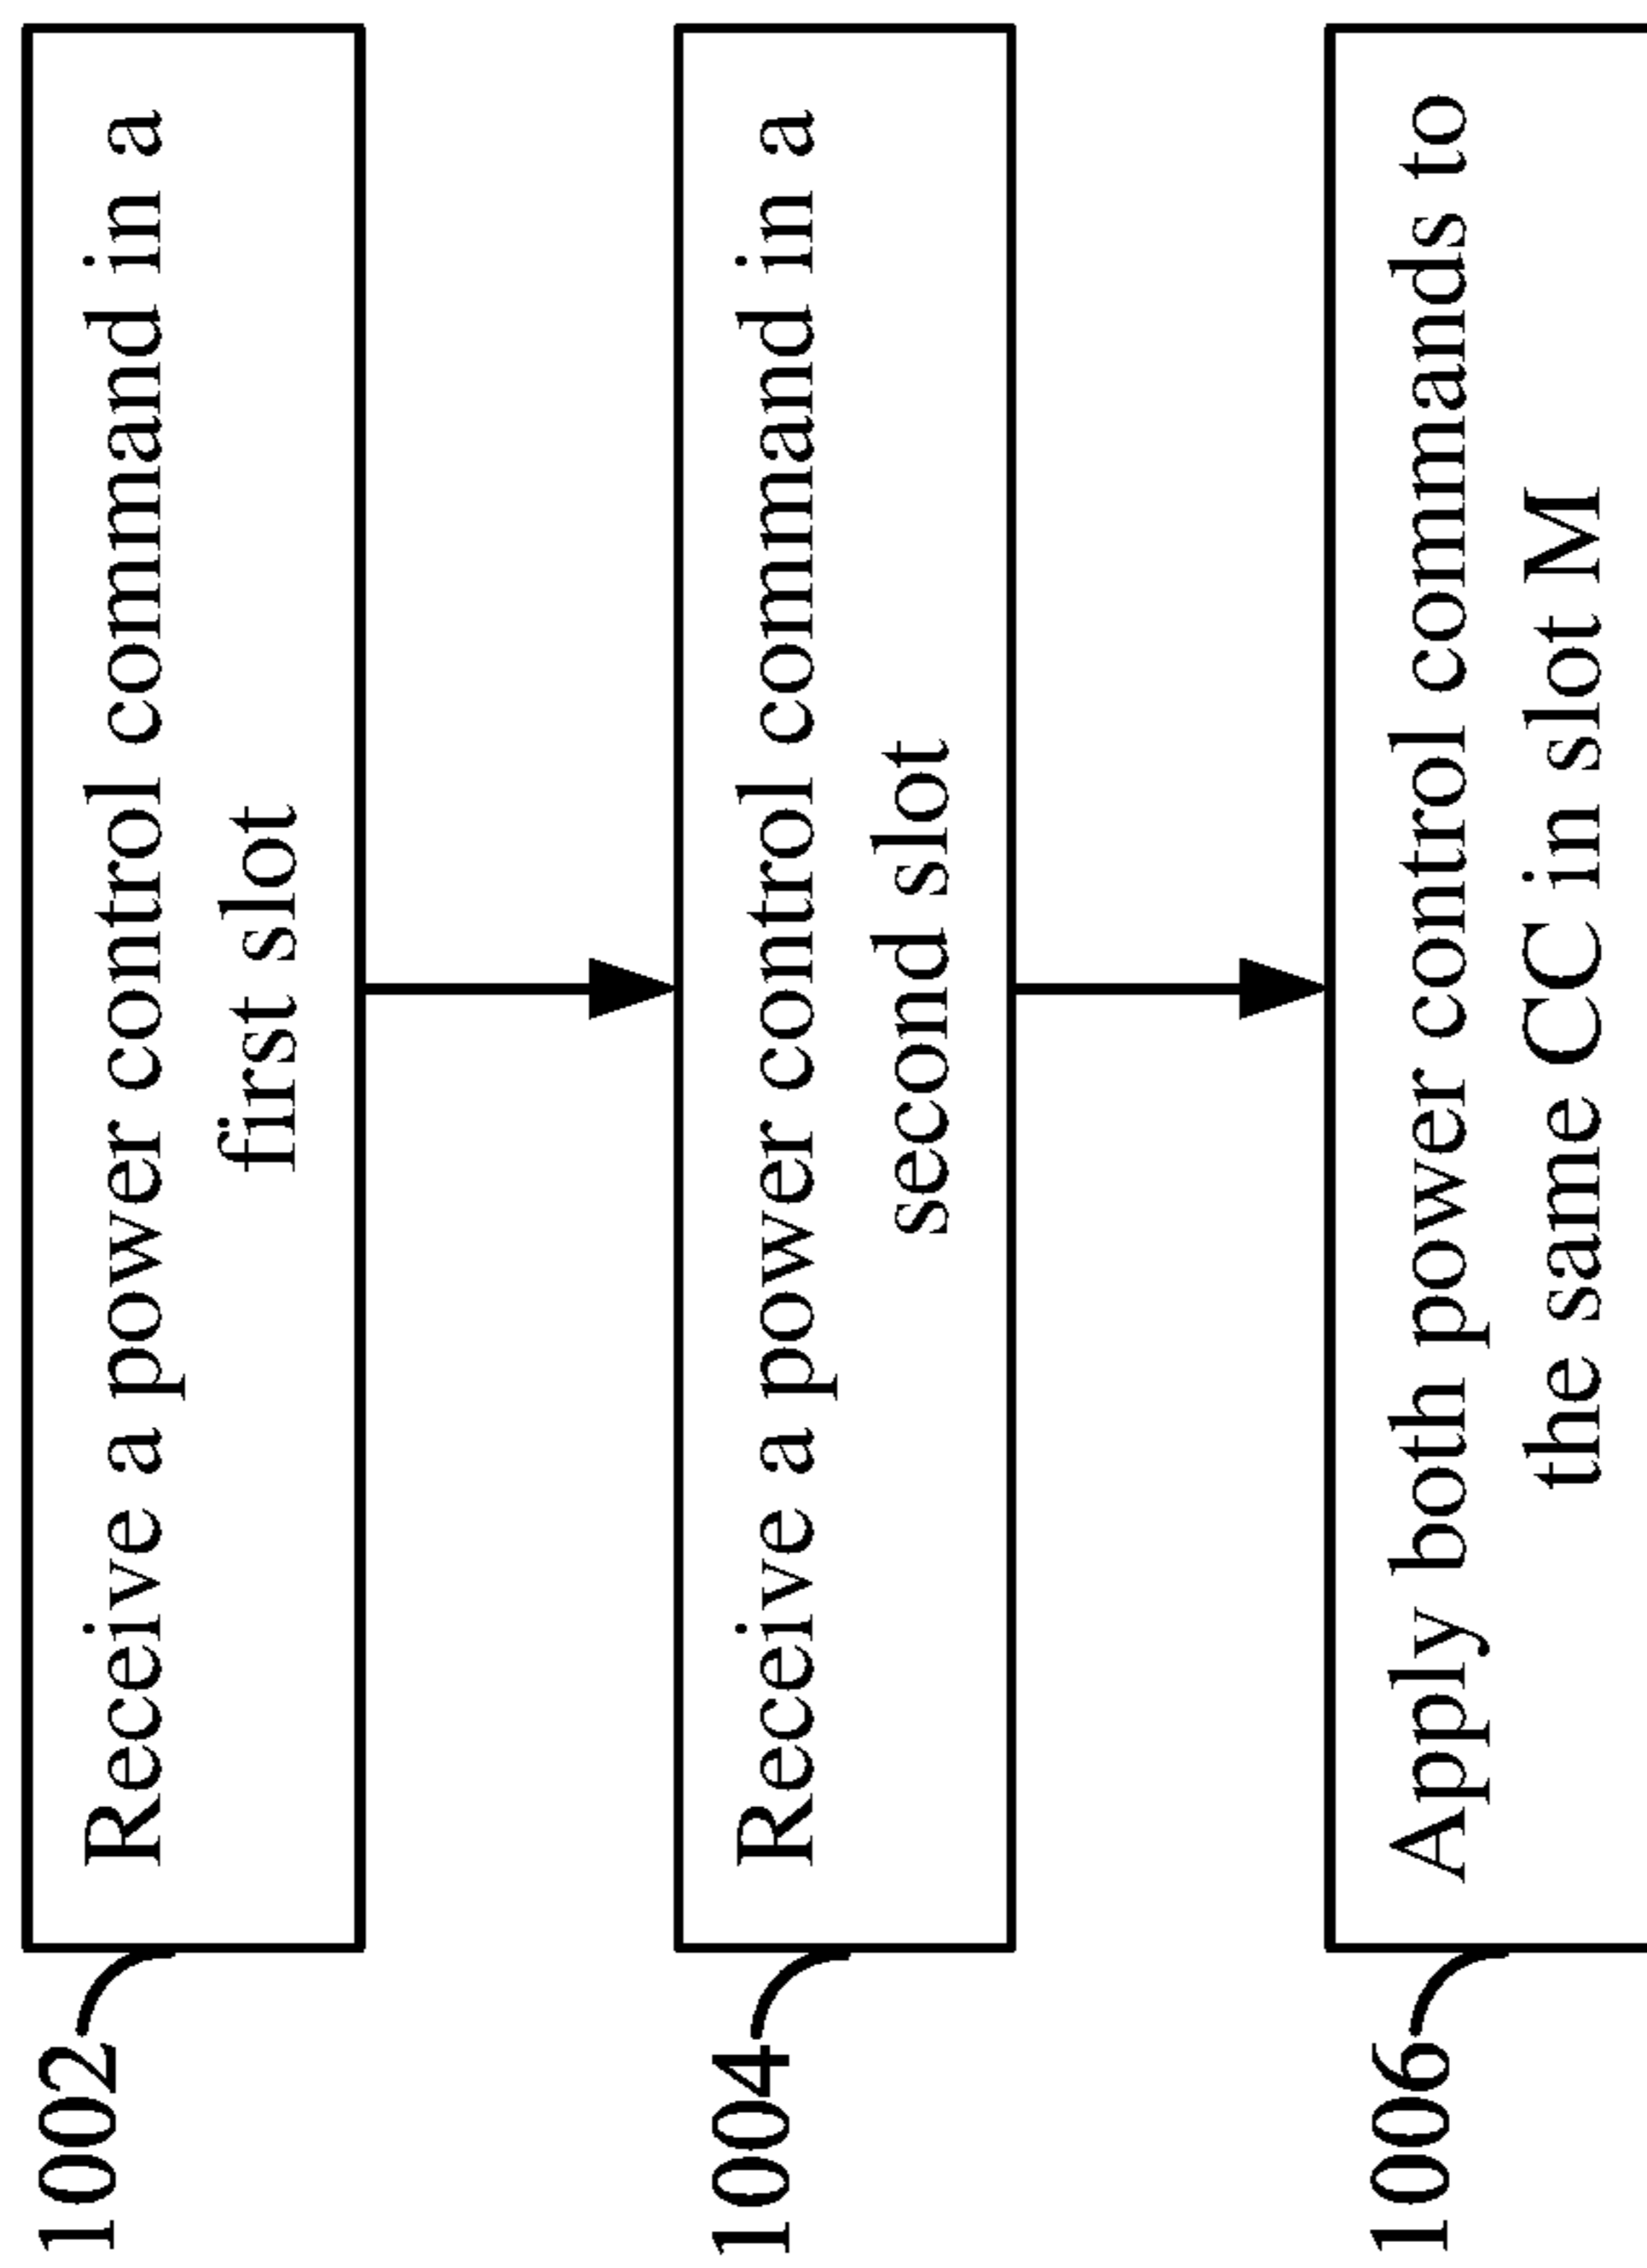 1002
Receive a power control command in a
first slot
1004
Receive a power control command in a
second slot
1006
Apply both power control commands to
the same CC in slot M